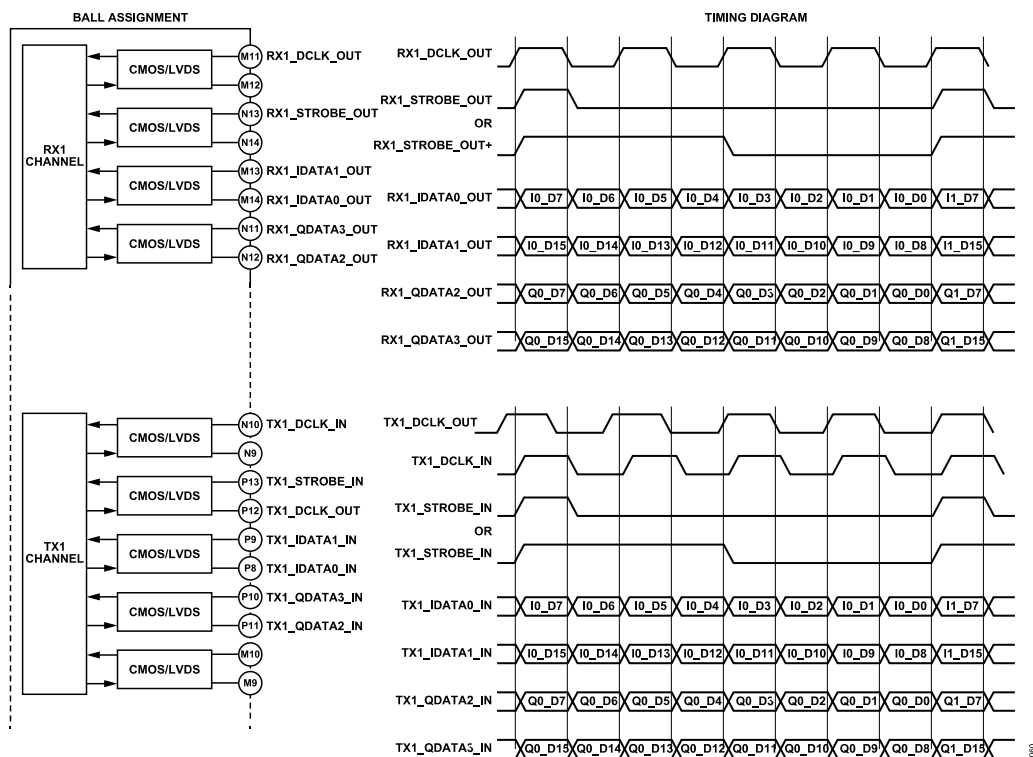 BALL ASSIGNMENT
RX1
CHANNEL
CMOS/LVDS
M11 RX1_DCLK_OUT
M12
CMOS/LVDS
N13 RX1_STROBE_OUT
N14
CMOS/LVDS
M13 RX1_IDATA1_OUT
M14 RX1_IDATA0_OUT
CMOS/LVDS
N11 RX1_QDATA3_OUT
N12 RX1_QDATA2_OUT
TX1
CHANNEL
CMOS/LVDS
N10 TX1_DCLK_IN
N9
CMOS/LVDS
P13 TX1_STROBE_IN
P12 TX1_DCLK_OUT
CMOS/LVDS
P9 TX1_IDATA1_IN
P8 TX1_IDATA0_IN
CMOS/LVDS
P10 TX1_QDATA3_IN
P11 TX1_QDATA2_IN
CMOS/LVDS
M10
M9
TIMING DIAGRAM
RX1_DCLK_OUT
RX1_STROBE_OUT
OR
RX1_STROBE_OUT+
RX1_IDATA0_OUT I0_D7 I0_D6 I0_D5 I0_D4 I0_D3 I0_D2 I0_D1 I0_D0 I1_D7
RX1_IDATA1_OUT I0_D15 I0_D14 I0_D13 I0_D12 I0_D11 I0_D10 I0_D9 I0_D8 I1_D15
RX1_QDATA2_OUT Q0_D7 Q0_D6 Q0_D5 Q0_D4 Q0_D3 Q0_D2 Q0_D1 Q0_D0 Q1_D7
RX1_QDATA3_OUT Q0_D15 Q0_D14 Q0_D13 Q0_D12 Q0_D11 Q0_D10 Q0_D9 Q0_D8 Q1_D15
TX1_DCLK_OUT
TX1_DCLK_IN
TX1_STROBE_IN
OR
TX1_STROBE_IN
TX1_IDATA0_IN I0_D7 I0_D6 I0_D5 I0_D4 I0_D3 I0_D2 I0_D1 I0_D0 I1_D7
TX1_IDATA1_IN I0_D15 I0_D14 I0_D13 I0_D12 I0_D11 I0_D10 I0_D9 I0_D8 I1_D15
TX1_QDATA2_IN Q0_D7 Q0_D6 Q0_D5 Q0_D4 Q0_D3 Q0_D2 Q0_D1 Q0_D0 Q1_D7
TX1_QDATA3_IN Q0_D15 Q0_D14 Q0_D13 Q0_D12 Q0_D11 Q0_D10 Q0_D9 Q0_D8 Q1_D15
060